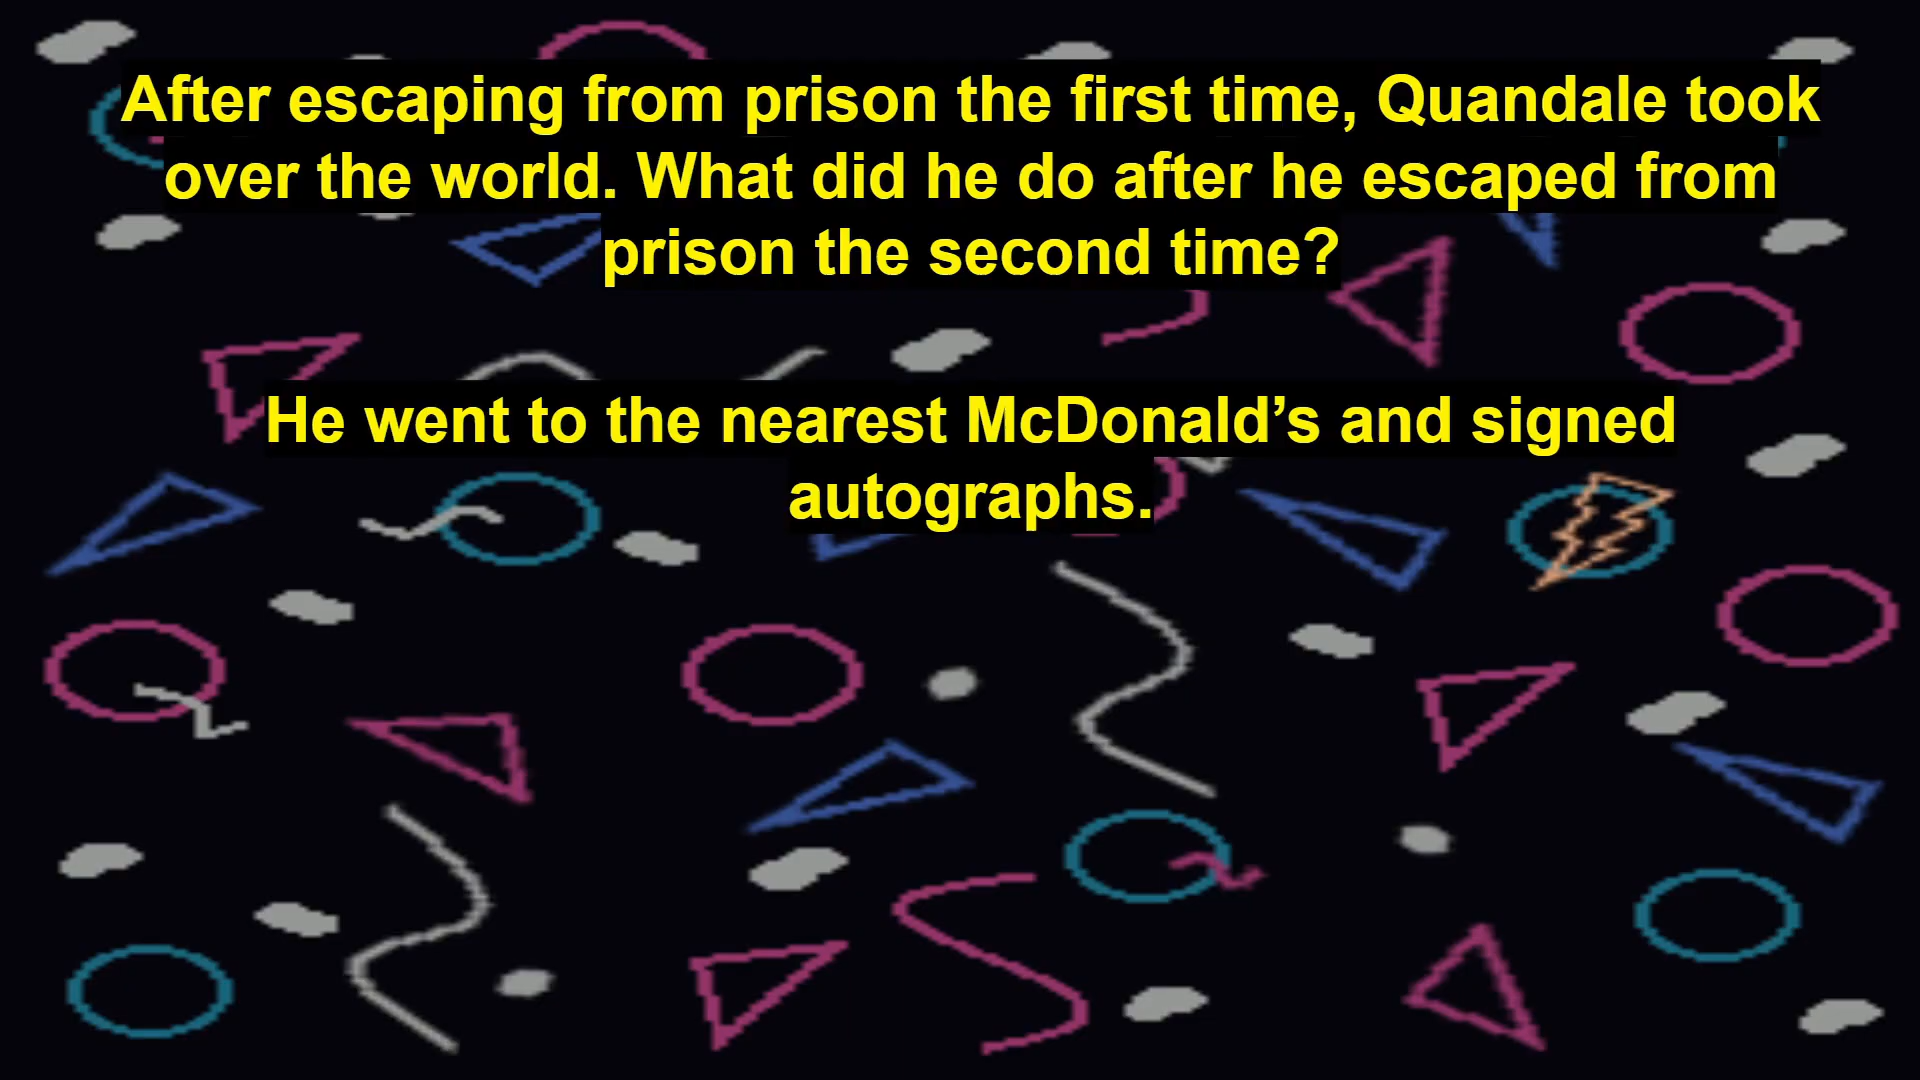 After escaping from prison the first time, Quandale took
over the world. What did he do after he escaped from
prison the second time?
He went to the nearest McDonald’s and signed
autographs.